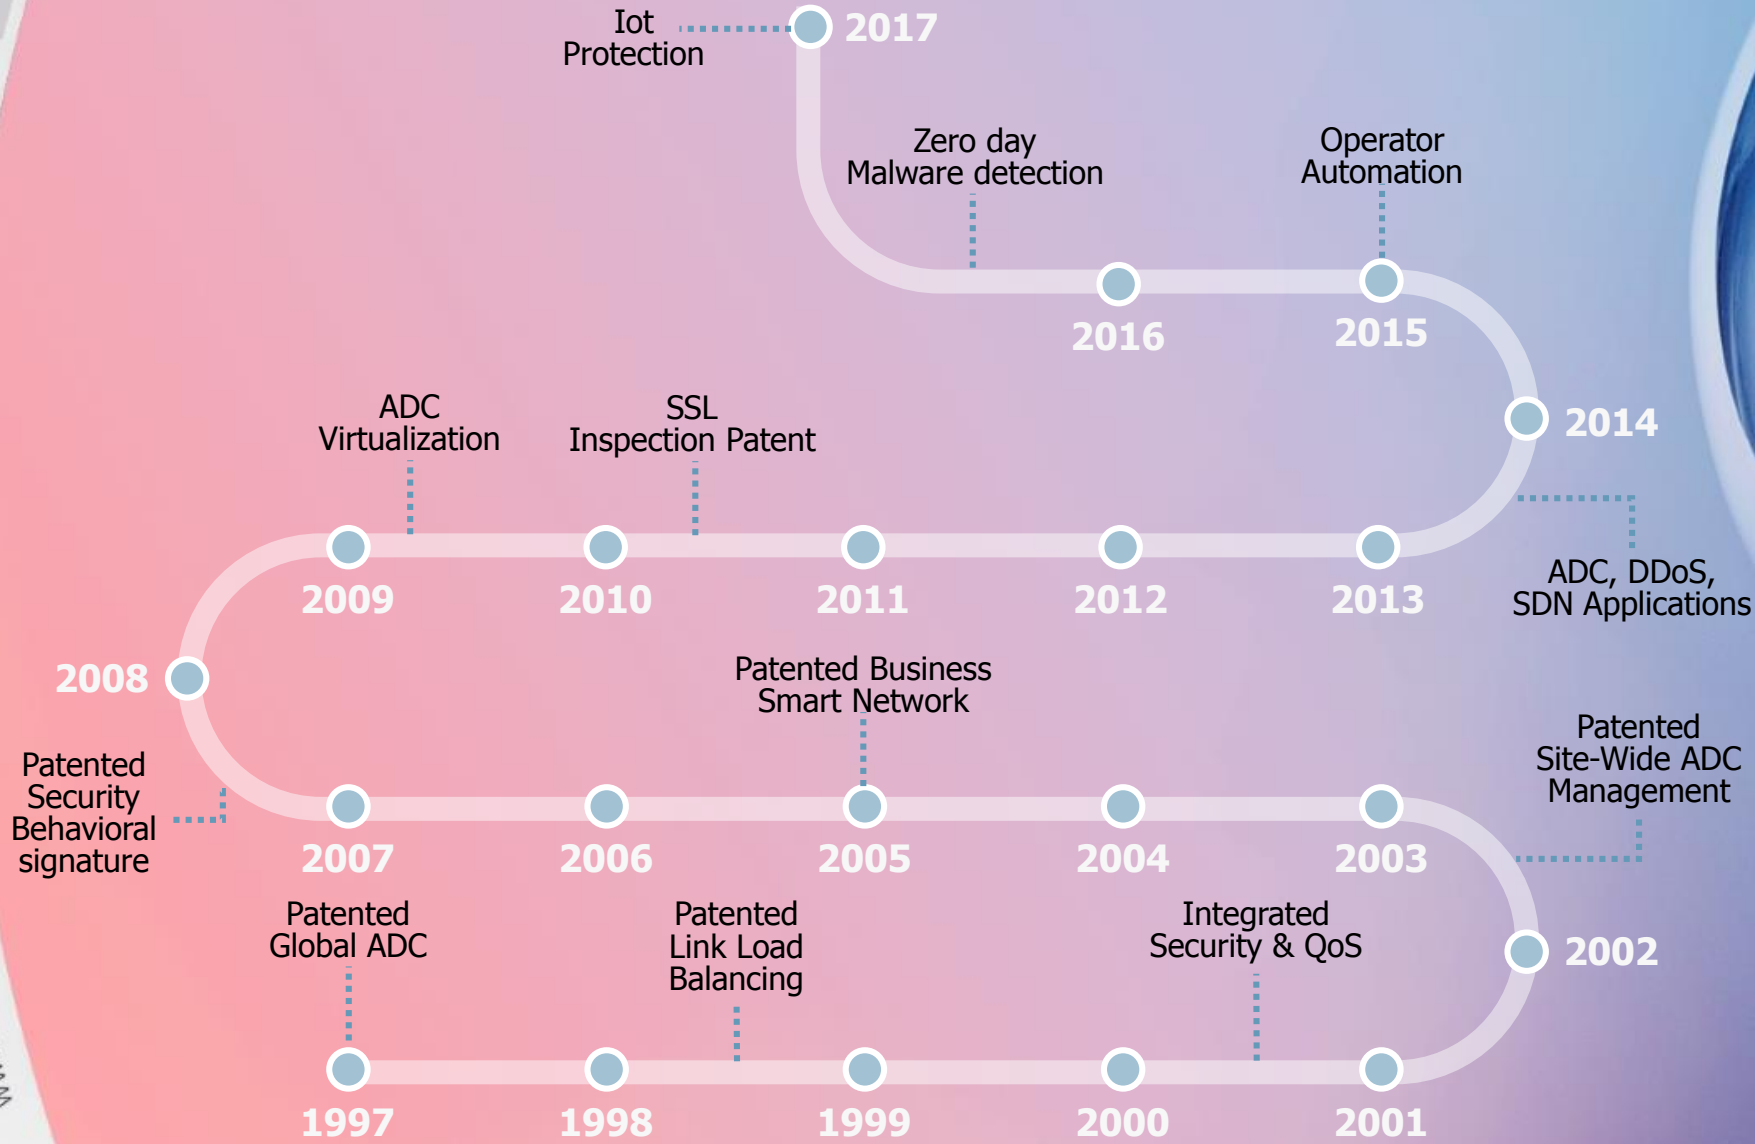 Iot
Protection
2017
Zero day
Malware detection
Operator
Automation
2016
2015
ADC
Virtualization
SSL
Inspection Patent
2014
2009
2010
2011
2012
2013
ADC, DDoS,
SDN Applications
2008
Patented Business
Smart Network
Patented
Site-Wide ADC
Management
Patented
Security
Behavioral
signature
2007
2006
2005
2004
2003
Patented
Global ADC
Patented
Link Load
Balancing
Integrated
Security & QoS
2002
1997
1998
1999
2000
2001